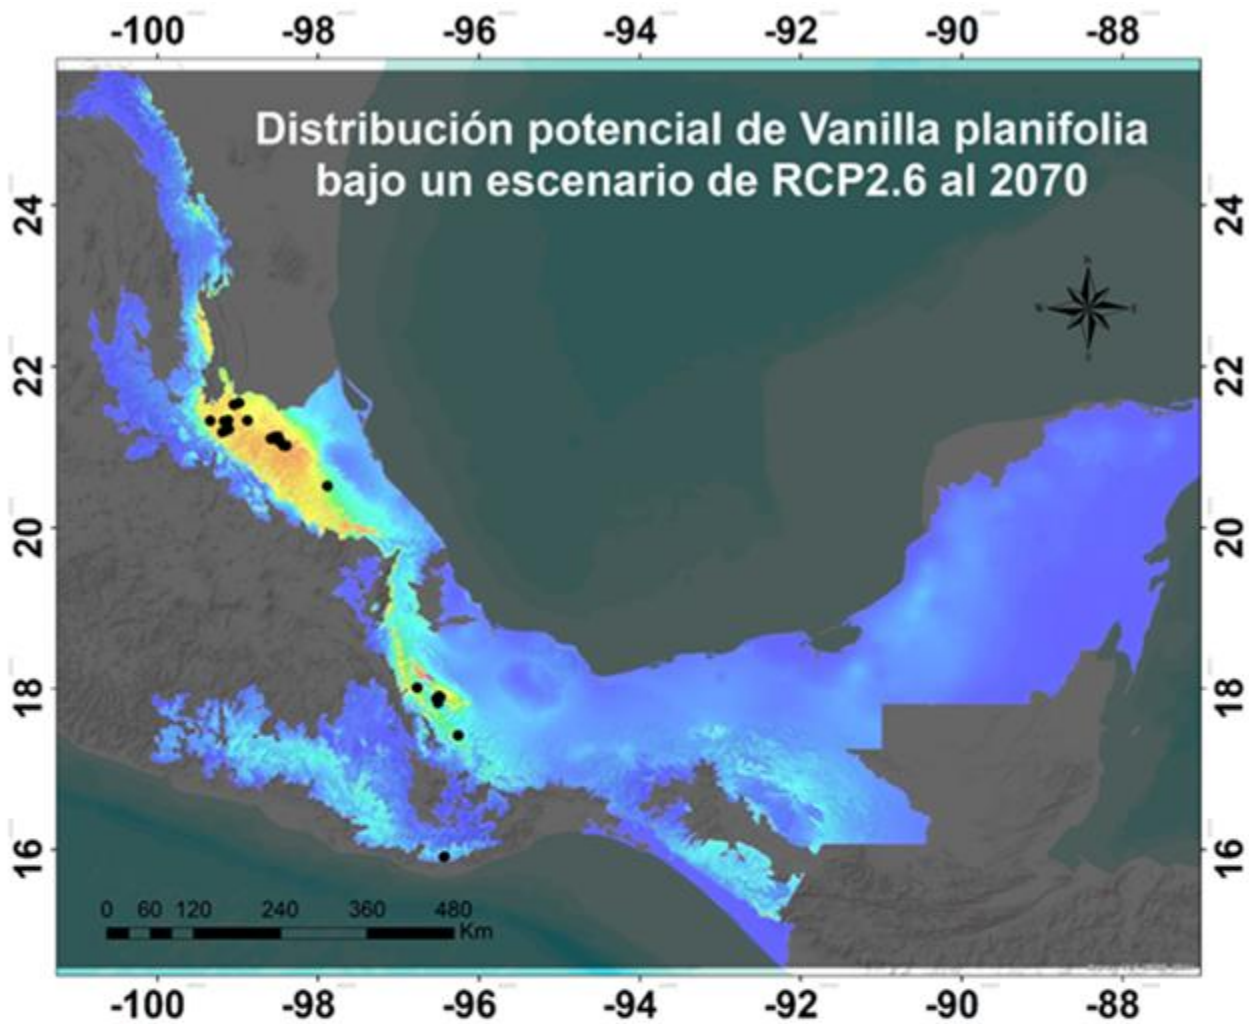 -100 -98 -96 -94 -92 -90 -88
Distribución potencial de Vanilla planifolia
bajo un escenario de RCP2.6 al 2070
24 24
22 22
20 20
18 18
16 16
0 60 120 240 360 480
Km
-100 -98 -96 -94 -92 -90 -88